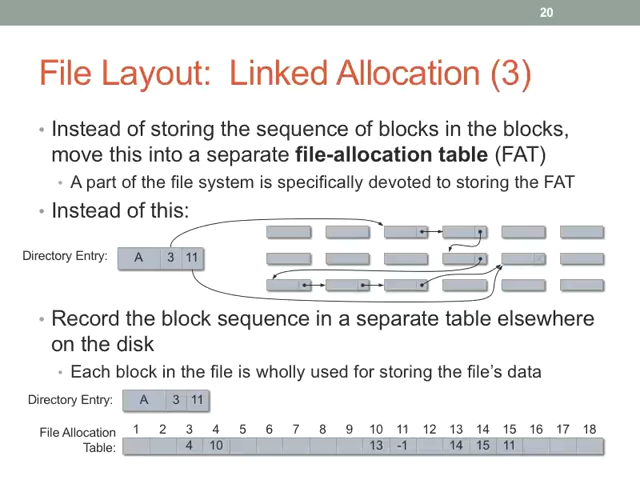 20
File Layout: Linked Allocation (3)
• Instead of storing the sequence of blocks in the blocks,
move this into a separate file-allocation table (FAT)
• A part of the file system is specifically devoted to storing the FAT
• Instead of this:
Directory Entry: A 3 11
• Record the block sequence in a separate table elsewhere
on the disk
• Each block in the file is wholly used for storing the file's data
Directory Entry: A 3 11
File Allocation
Table:
1 2 3 4 5 6 7 8 9 10 11 12 13 14 15 16 17 18
4 10 13 -1 14 15 11